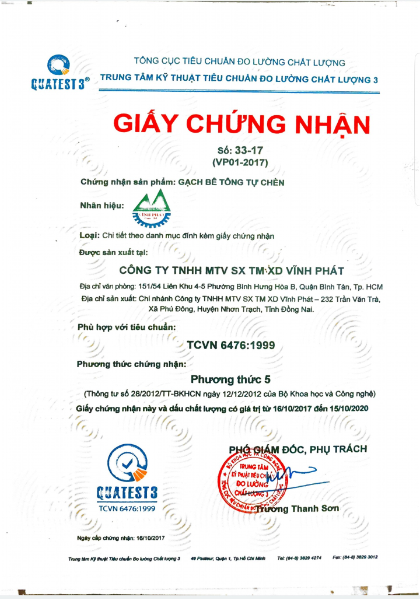 TỔNG CỤC TIÊU CHUẨN ĐO LƯỜNG CHẤT LƯỢNG
TRUNG TÂM KỸ THUẬT TIÊU CHUẨN ĐO LƯỜNG CHẤT LƯỢNG 3
QUATEST 3®
GIẤY CHỨNG NHẬN
Số: 33-17
(VP01-2017)
Chứng nhận sản phẩm: GẠCH BÊ TÔNG TỰ CHÈN
Nhãn hiệu:
Loại: Chi tiết theo danh mục đính kèm giấy chứng nhận
Được sản xuất tại:
CÔNG TY TNHH MTV SX TM XD VĨNH PHÁT
Địa chỉ văn phòng: 151/54 Liên Khu 4-5 Phường Bình Hưng Hòa B, Quận Bình Tân, Tp. HCM
Địa chỉ sản xuất: Chi nhánh Công ty TNHH MTV SX TM XD Vĩnh Phát – 232 Trần Văn Trà,
Xã Phú Đông, Huyện Nhơn Trạch, Tỉnh Đồng Nai.
Phù hợp với tiêu chuẩn:
TCVN 6476:1999
Phương thức chứng nhận:
Phương thức 5
(Thông tư số 28/2012/TT-BKHCN ngày 12/12/2012 của Bộ Khoa học và Công nghệ)
Giấy chứng nhận này và dấu chất lượng có giá trị từ 16/10/2017 đến 15/10/2020
PHÓ GIÁM ĐỐC, PHỤ TRÁCH
TRUNG TÂM
KỸ THUẬT TIÊU CHUẨN
ĐO LƯỜNG
CHẤT LƯỢNG 3
QUATEST3
TCVN 6476:1999
Trương Thanh Sơn
Ngày cấp chứng nhận: 16/10/2017
Trung tâm Kỹ thuật Tiêu chuẩn Đo lường Chất lượng 3 49 Pasteur, Quận 1, Tp.Hồ Chí Minh Tel: (84-8) 3829 4274 Fax: (84-8) 3829 3012